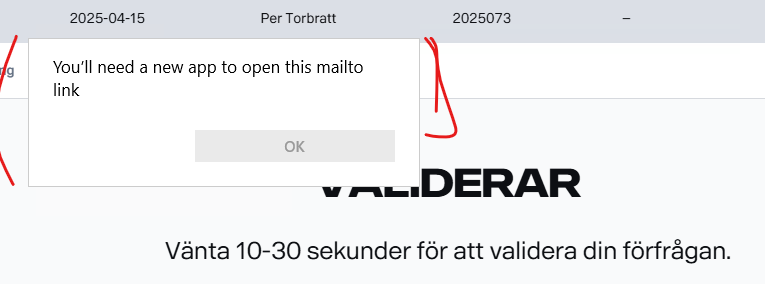 2025-04-15 Per Torbratt 2025073 –
ng
You'll need a new app to open this mailto
link
OK
VALIDERAR
Vänta 10-30 sekunder för att validera din förfrågan.